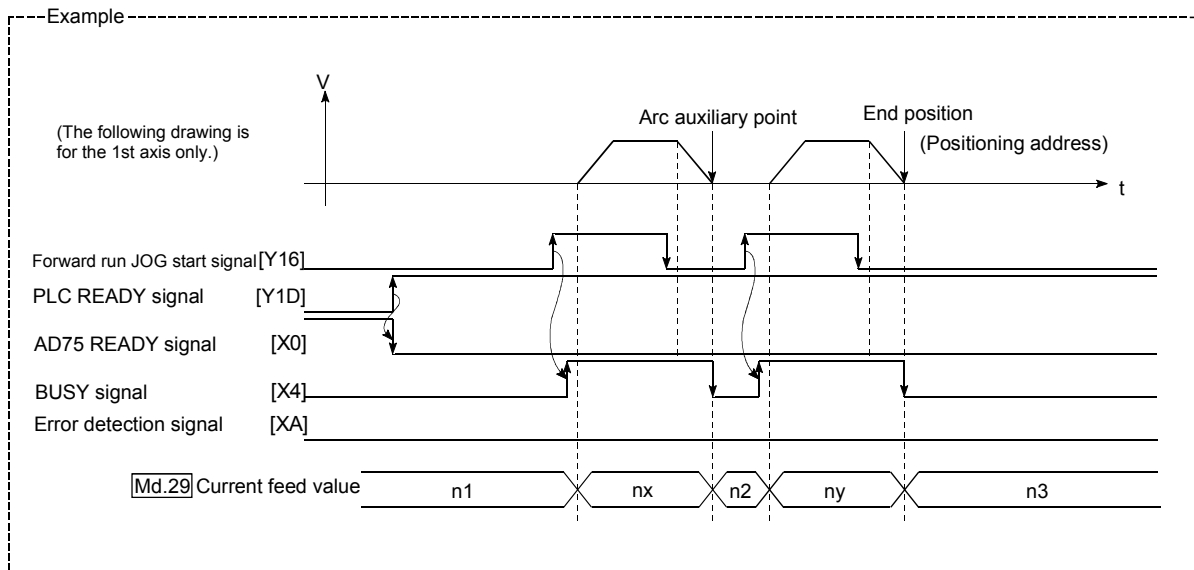 Example
V
(The following drawing is
for the 1st axis only.)
Arc auxiliary point
End position
(Positioning address)
t
Forward run JOG start signal [Y16]
PLC READY signal [Y1D]
AD75 READY signal [X0]
BUSY signal [X4]
Error detection signal [XA]
Md.29 Current feed value n1 nx n2 ny n3